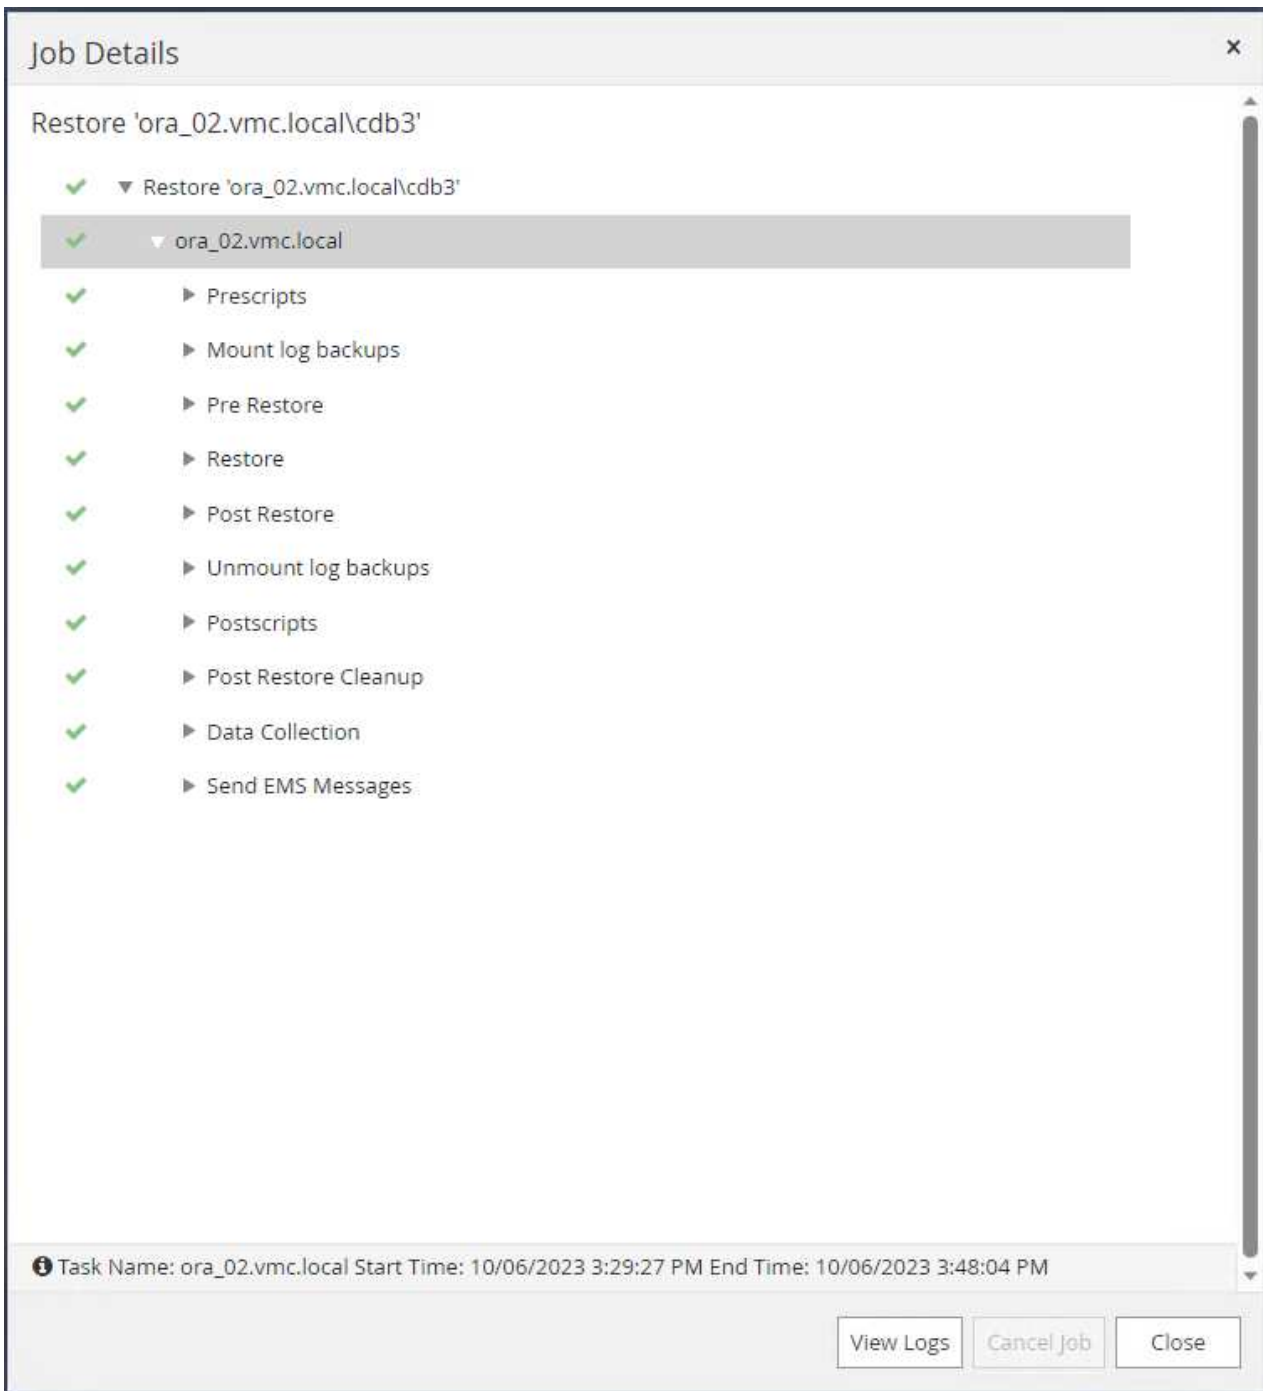 Job Details
Restore 'ora_02.vmc.local\cdb3'
Restore 'ora_02.vmc.local\cdb3'
ora_02.vmc.local
Prescripts
Mount log backups
Pre Restore
Restore
Post Restore
Unmount log backups
Postscripts
Post Restore Cleanup
Data Collection
Send EMS Messages
Task Name: ora_02.vmc.local Start Time: 10/06/2023 3:29:27 PM End Time: 10/06/2023 3:48:04 PM
View Logs Cancel Job Close